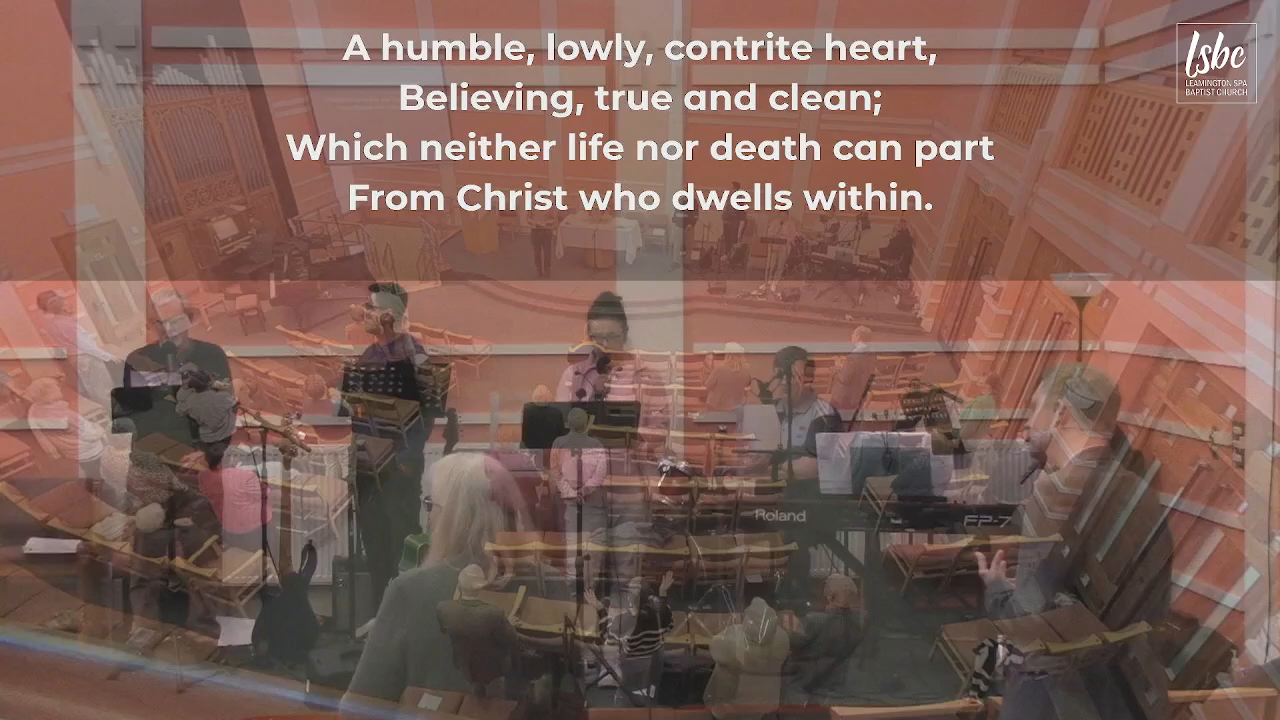 A humble, lowly, contrite heart,
Believing, true and clean;
Which neither life nor death can part
From Christ who dwells within.
lsbc
LEAMINGTON SPA
BAPTIST CHURCH
Roland
FP-7